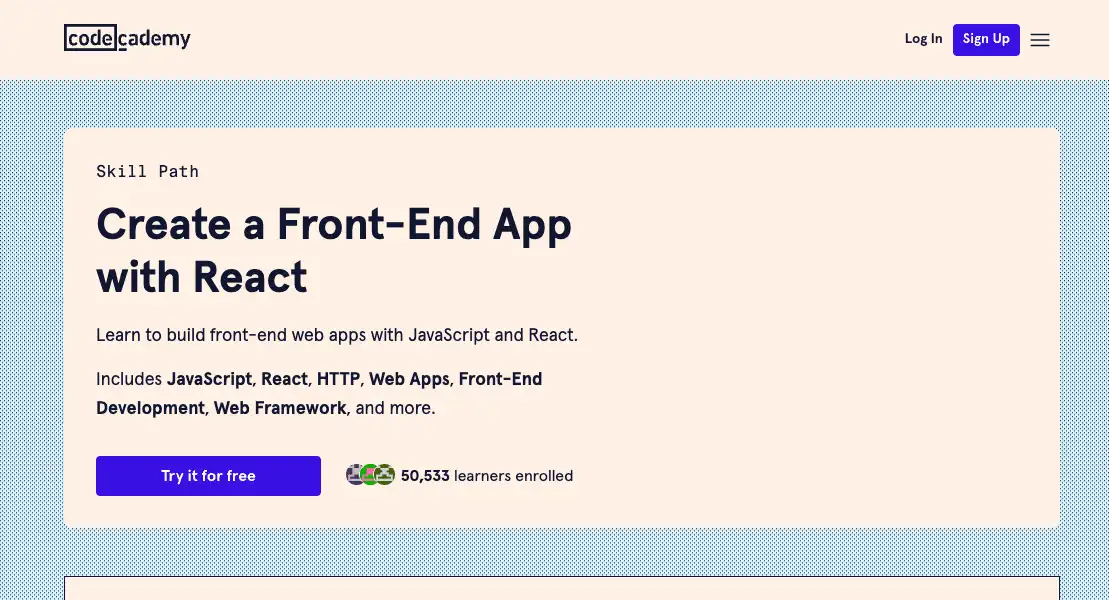 codecademy
Log In
Sign Up
Skill Path
Create a Front-End App
with React
Learn to build front-end web apps with JavaScript and React.
Includes JavaScript, React, HTTP, Web Apps, Front-End
Development, Web Framework, and more.
Try it for free
50,533 learners enrolled